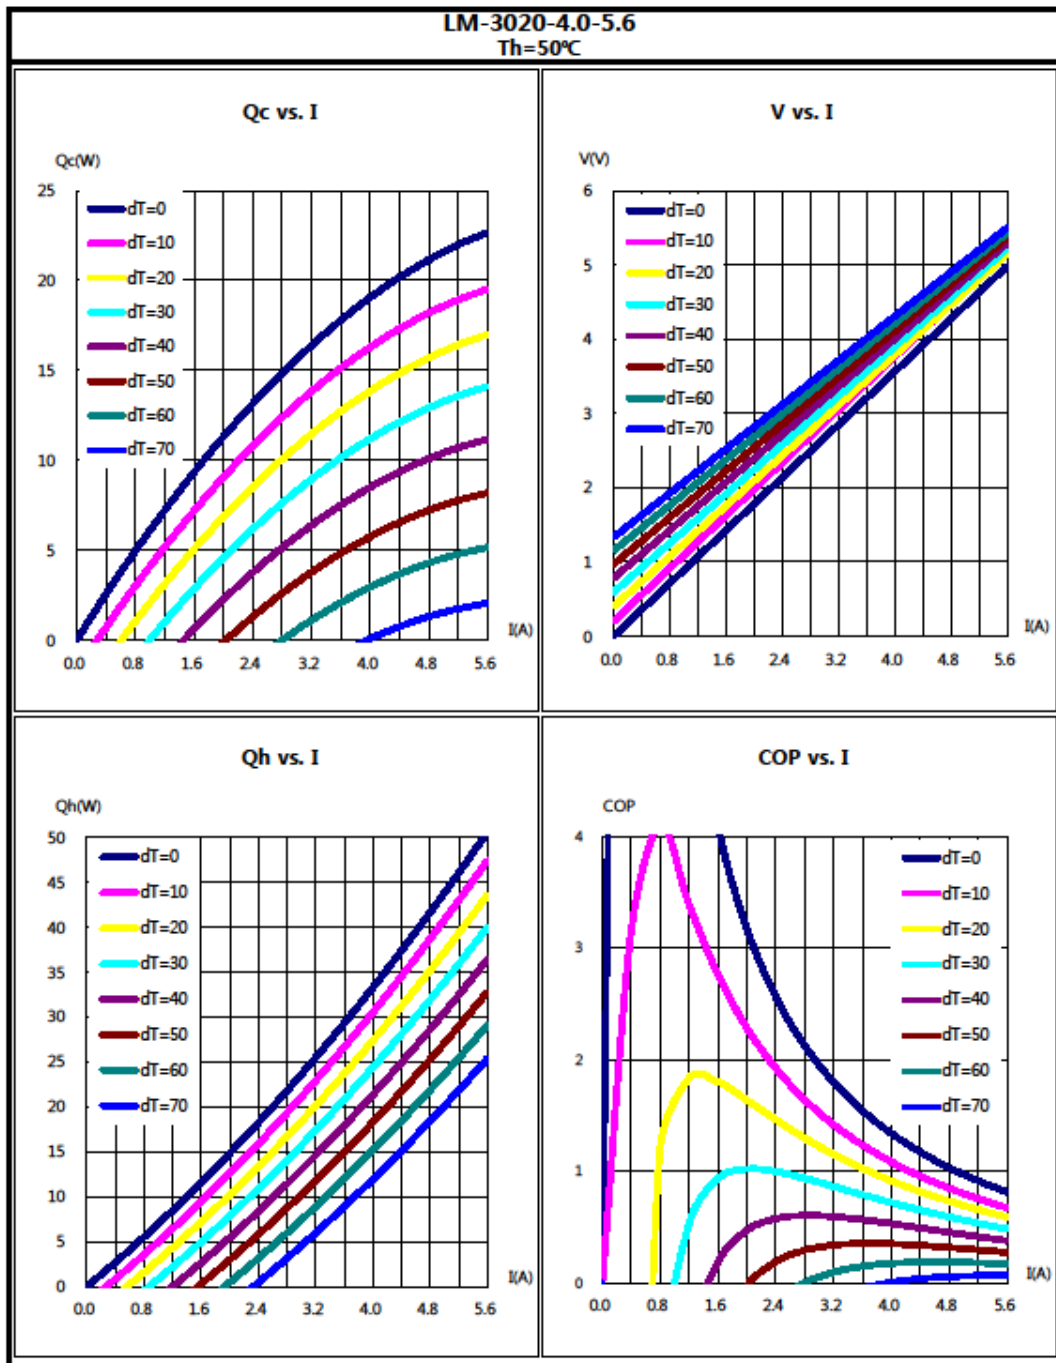 LM-3020-4.0-5.6
Th=50℃
Qc vs. I
Qc(W)
25
20
15
10
5
0
dT=0
dT=10
dT=20
dT=30
dT=40
dT=50
dT=60
dT=70
I(A)
0.0 0.8 1.6 2.4 3.2 4.0 4.8 5.6
V vs. I
V(V)
6
5
4
3
2
1
0
dT=0
dT=10
dT=20
dT=30
dT=40
dT=50
dT=60
dT=70
I(A)
0.0 0.8 1.6 2.4 3.2 4.0 4.8 5.6
Qh vs. I
Qh(W)
50
45
40
35
30
25
20
15
10
5
0
dT=0
dT=10
dT=20
dT=30
dT=40
dT=50
dT=60
dT=70
I(A)
0.0 0.8 1.6 2.4 3.2 4.0 4.8 5.6
COP vs. I
COP
4
3
2
1
0
dT=0
dT=10
dT=20
dT=30
dT=40
dT=50
dT=60
dT=70
I(A)
0.0 0.8 1.6 2.4 3.2 4.0 4.8 5.6